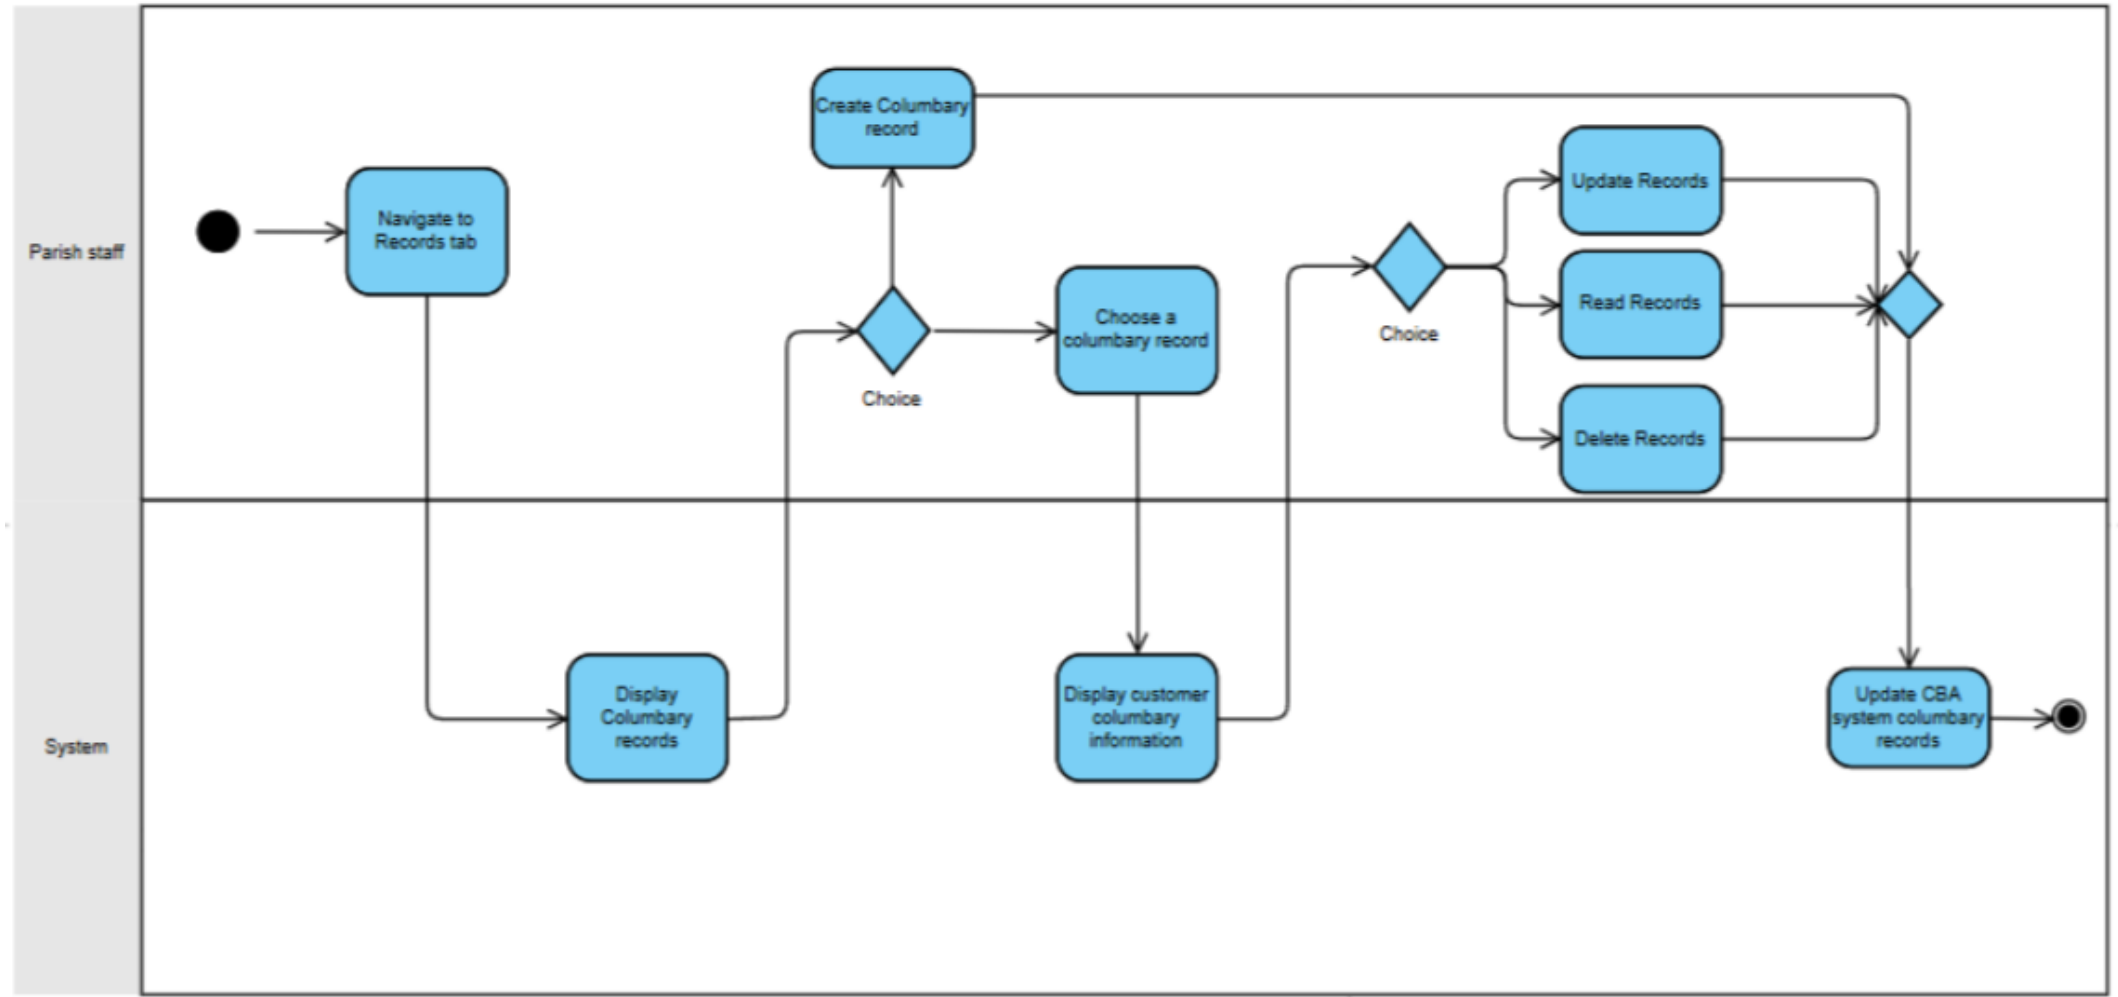 Parish staff
Navigate to
Records tab
Create Columbary
record
Choice
Choose a
columbary record
Choice
Update Records
Read Records
Delete Records
System
Display
Columbary
records
Display customer
columbary
information
Update CBA
system columbary
records